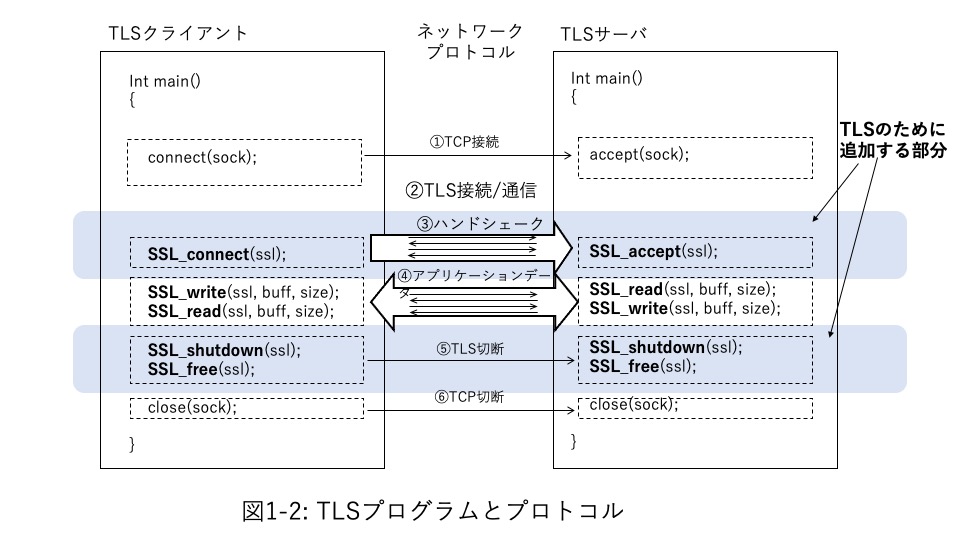 TLSクライアント
ネットワーク
プロトコル
TLSサーバ
Int main()
{
connect(sock);
①TCP接続
Int main()
{
accept(sock);
TLSのために
追加する部分
②TLS接続/通信
③ハンドシェーク
SSL_connect(ssl);
SSL_accept(ssl);
④アプリケーションデー
タ
SSL_write(ssl, buff, size);
SSL_read(ssl, buff, size);
SSL_read(ssl, buff, size);
SSL_write(ssl, buff, size);
SSL_shutdown(ssl);
SSL_free(ssl);
⑤TLS切断
SSL_shutdown(ssl);
SSL_free(ssl);
close(sock);
⑥TCP切断
close(sock);
}
}
図1-2: TLSプログラムとプロトコル